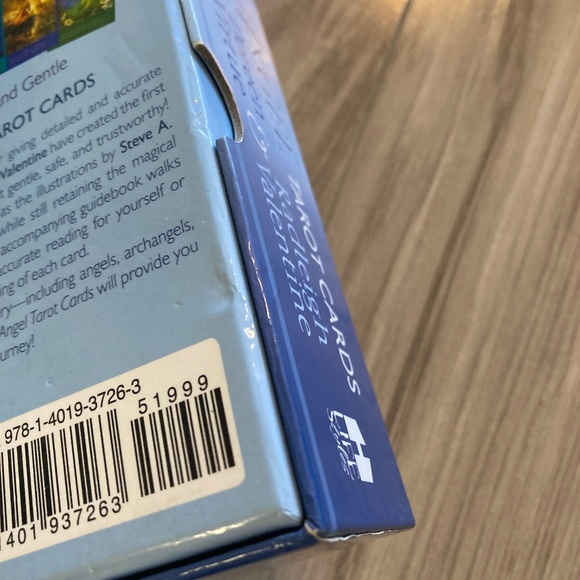 and Gentle
AROT CARDS
r giving detailed and accurate
Valentine have created the first
t gentle, safe, and trustworthy!
as the illustrations by Steve A.
while still retaining the magical
accompanying guidebook walks
accurate reading for yourself or
ing of each card.
ry—including angels, archangels,
Angel Tarot Cards will provide you
urney!
978-1-4019-3726-3
51999
401 937263
TAROT CARDS
&
Radleigh
Valentine